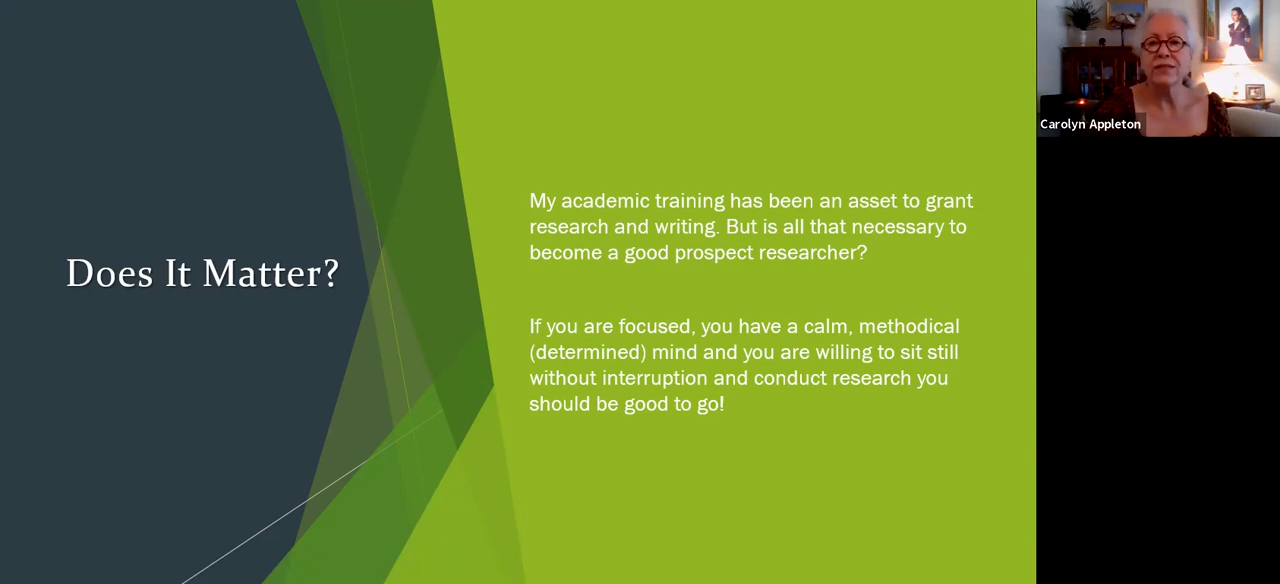 Does It Matter?
My academic training has been an asset to grant
research and writing. But is all that necessary to
become a good prospect researcher?
If you are focused, you have a calm, methodical
(determined) mind and you are willing to sit still
without interruption and conduct research you
should be good to go!
Carolyn Appleton